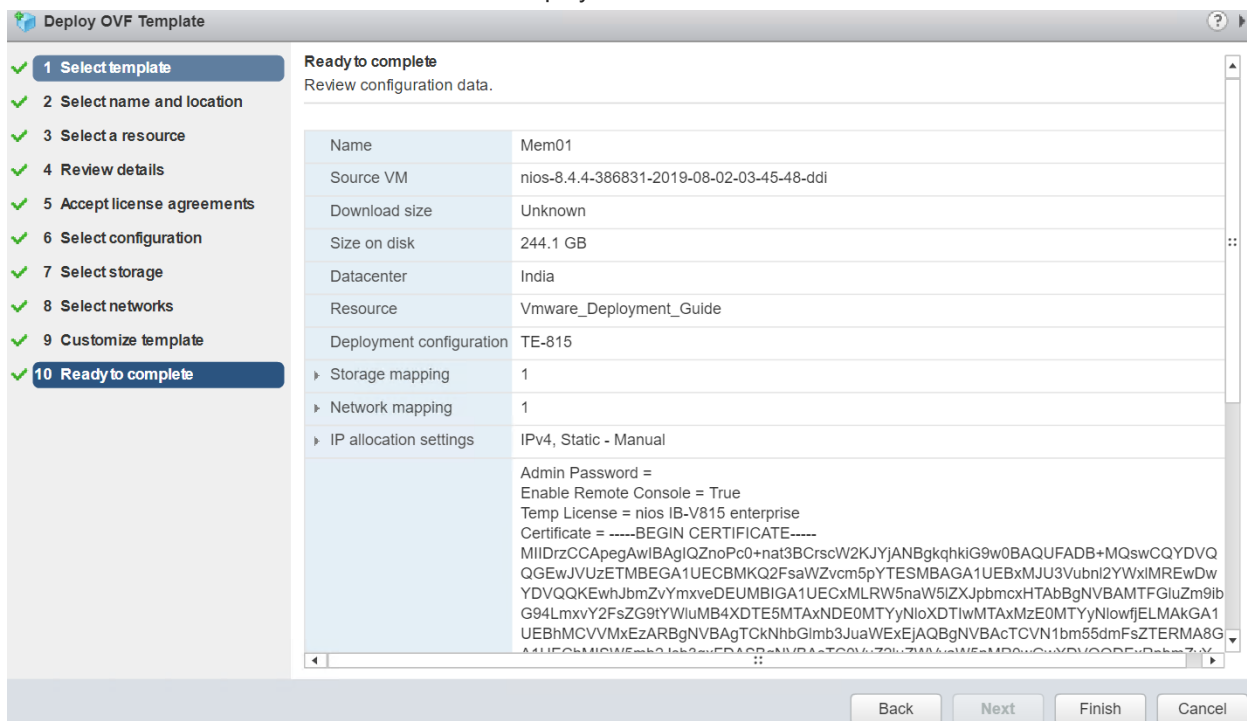 Deploy OVF Template
1 Select template
2 Select name and location
3 Select a resource
4 Review details
5 Accept license agreements
6 Select configuration
7 Select storage
8 Select networks
9 Customize template
10 Ready to complete
Ready to complete
Review configuration data.
Name Mem01
Source VM nios-8.4.4-386831-2019-08-02-03-45-48-ddi
Download size Unknown
Size on disk 244.1 GB
Datacenter India
Resource Vmware_Deployment_Guide
Deployment configuration TE-815
Storage mapping 1
Network mapping 1
IP allocation settings IPv4, Static - Manual
Admin Password =
Enable Remote Console = True
Temp License = nios IB-V815 enterprise
Certificate = -----BEGIN CERTIFICATE-----
MIIDrzCCApegAwIBAgIQZnoPc0+nat3BCrscW2KJYjANBgkqhkiG9w0BAQUFADB+MQswCQYDVQ
QGEwJVUzETMBEGA1UECBMKQ2FsaWZvcm5pYTESMBAGA1UEBxMJU3Vubnl2YWxlMREwDw
YDVQQKEwhJbmZvYmxveDEUMBIGA1UECxMLRW5naW5lZXJpbmcxHTAbBgNVBAMTFGluZm9ib
G94LmxvY2FsZG9tYWluMB4XDTE5MTAxNDE0MTYyNloXDTIwMTAxMzE0MTYyNlowfjELMAkGA1
UEBhMCVVMxEzARBgNVBAgTCkNhbGlmb3JuaWExEjAQBgNVBAcTCVN1bm55dmFsZTERMA8G
Back Next Finish Cancel